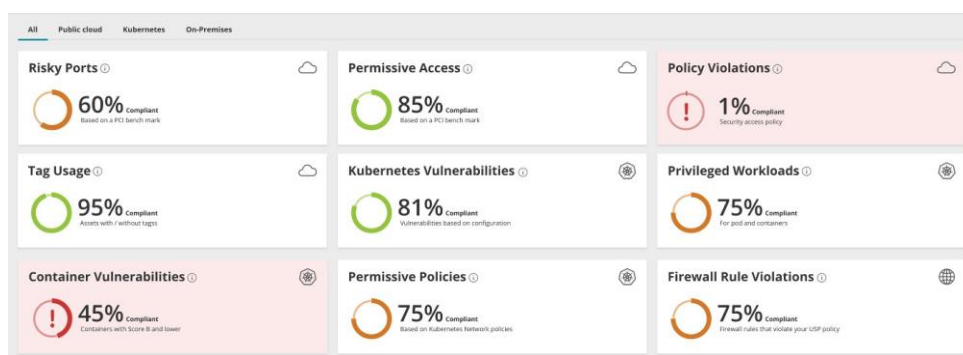 All Public cloud Kubernetes On-Premises
Risky Ports
60% Compliant
Based on a PCI bench mark
Permissive Access
85% Compliant
Based on a PCI bench mark
Policy Violations
1% Compliant
Security access policy
Tag Usage
95% Compliant
Assets with / without tagss
Kubernetes Vulnerabilities
81% Compliant
Vulnerabilities based on configuration
Privileged Workloads
75% Compliant
For pod and containers
Container Vulnerabilities
45% Compliant
Containers with Score B and lower
Permissive Policies
75% Compliant
Based on Kubernetes Network policies
Firewall Rule Violations
75% Compliant
Firewall rules that violate your USP policy